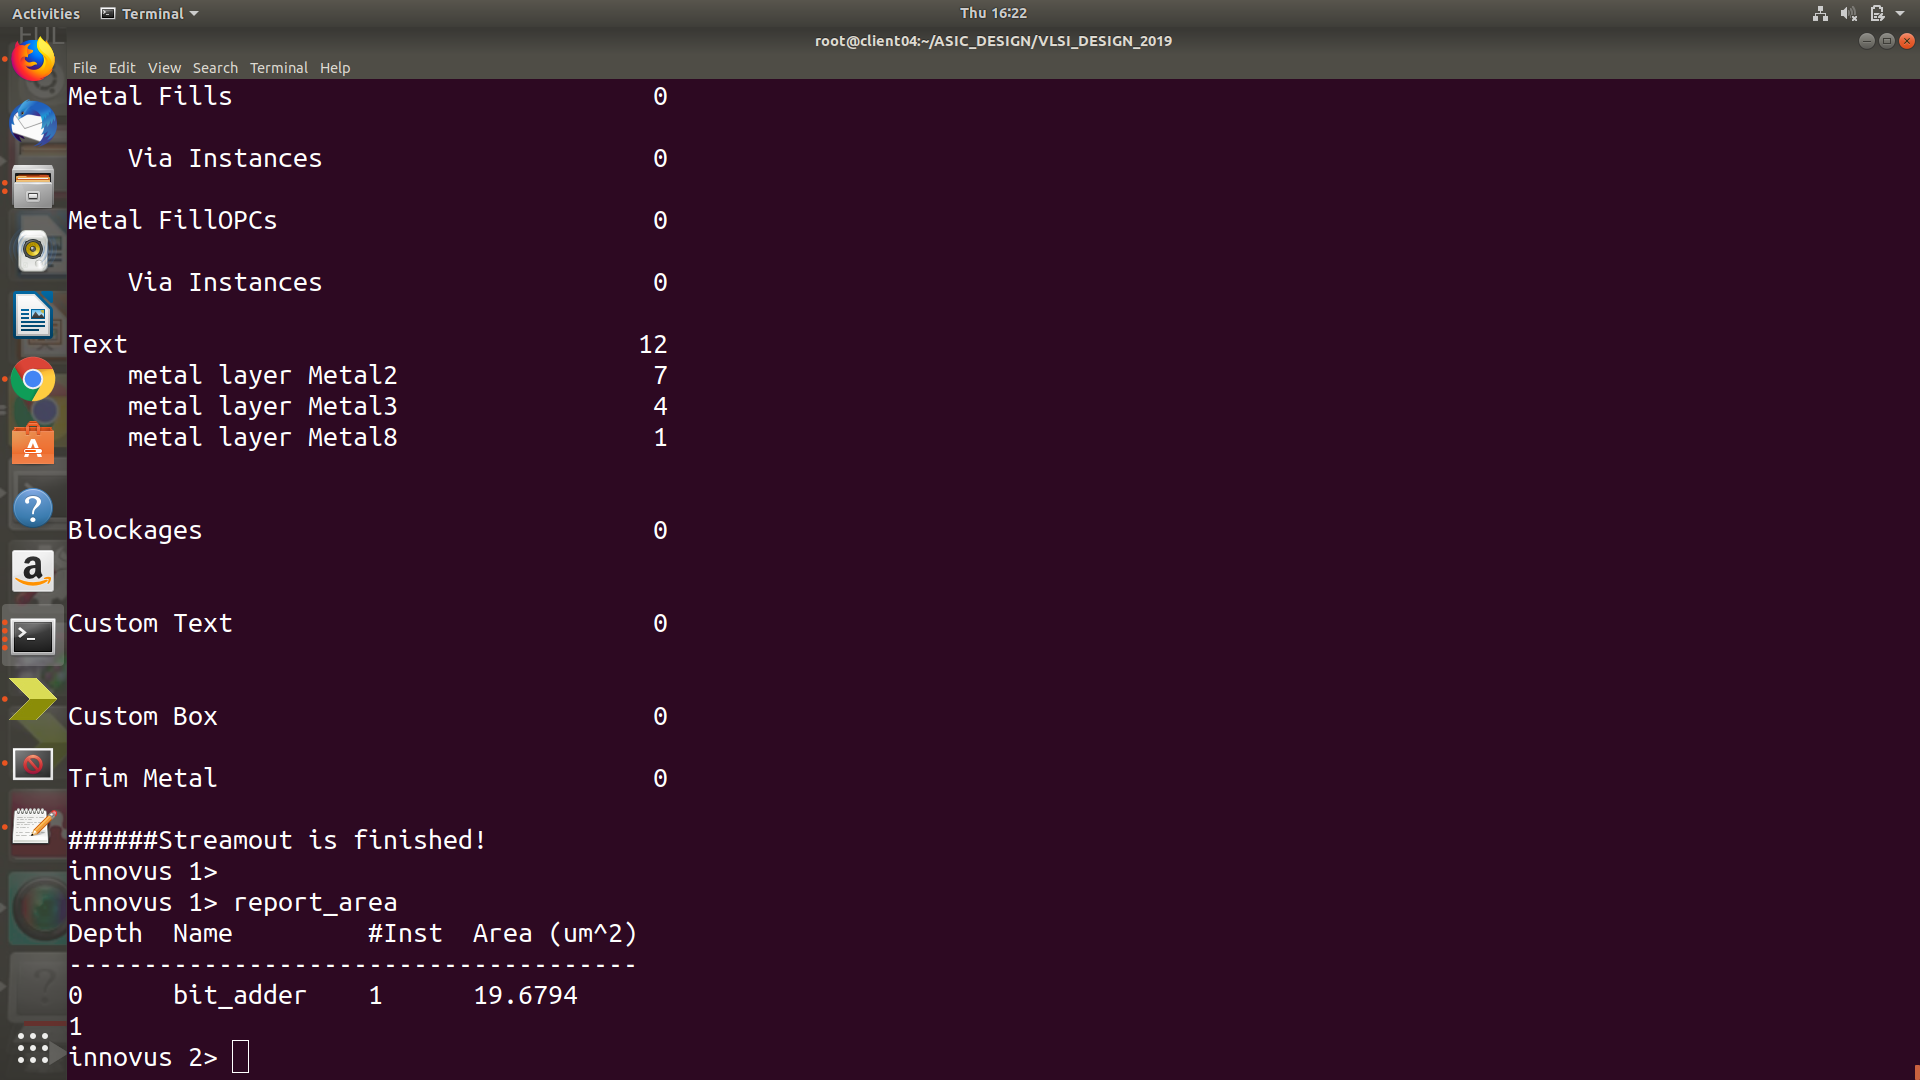 Activities Terminal Thu 16:22
root@client04:~/ASIC_DESIGN/VLSI_DESIGN_2019
File Edit View Search Terminal Help
Metal Fills 0
Via Instances 0
Metal FillOPCs 0
Via Instances 0
Text 12
metal layer Metal2 7
metal layer Metal3 4
metal layer Metal8 1
Blockages 0
Custom Text 0
Custom Box 0
Trim Metal 0
######Streamout is finished!
innovus 1>
innovus 1> report_area
Depth Name #Inst Area (um^2)
--------------------------------------
0 bit_adder 1 19.6794
1
innovus 2>